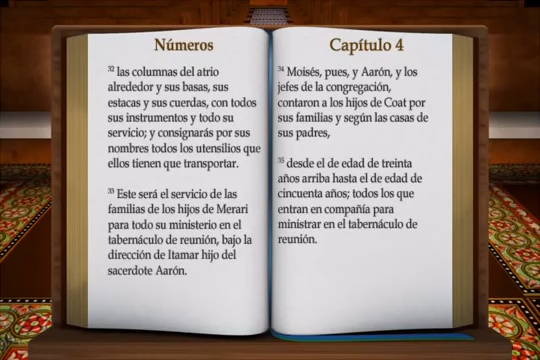 Números
³² las columnas del atrio
alrededor y sus basas, sus
estacas y sus cuerdas, con todos
sus instrumentos y todo su
servicio; y consignarás por sus
nombres todos los utensilios que
ellos tienen que transportar.
³³ Este será el servicio de las
familias de los hijos de Merari
para todo su ministerio en el
tabernáculo de reunión, bajo la
dirección de Itamar hijo del
sacerdote Aarón.
Capítulo 4
³⁴ Moisés, pues, y Aarón, y los
jefes de la congregación,
contaron a los hijos de Coat por
sus familias y según las casas de
sus padres,
³⁵ desde el de edad de treinta
años arriba hasta el de edad de
cincuenta años; todos los que
entran en compañía para
ministrar en el tabernáculo de
reunión.